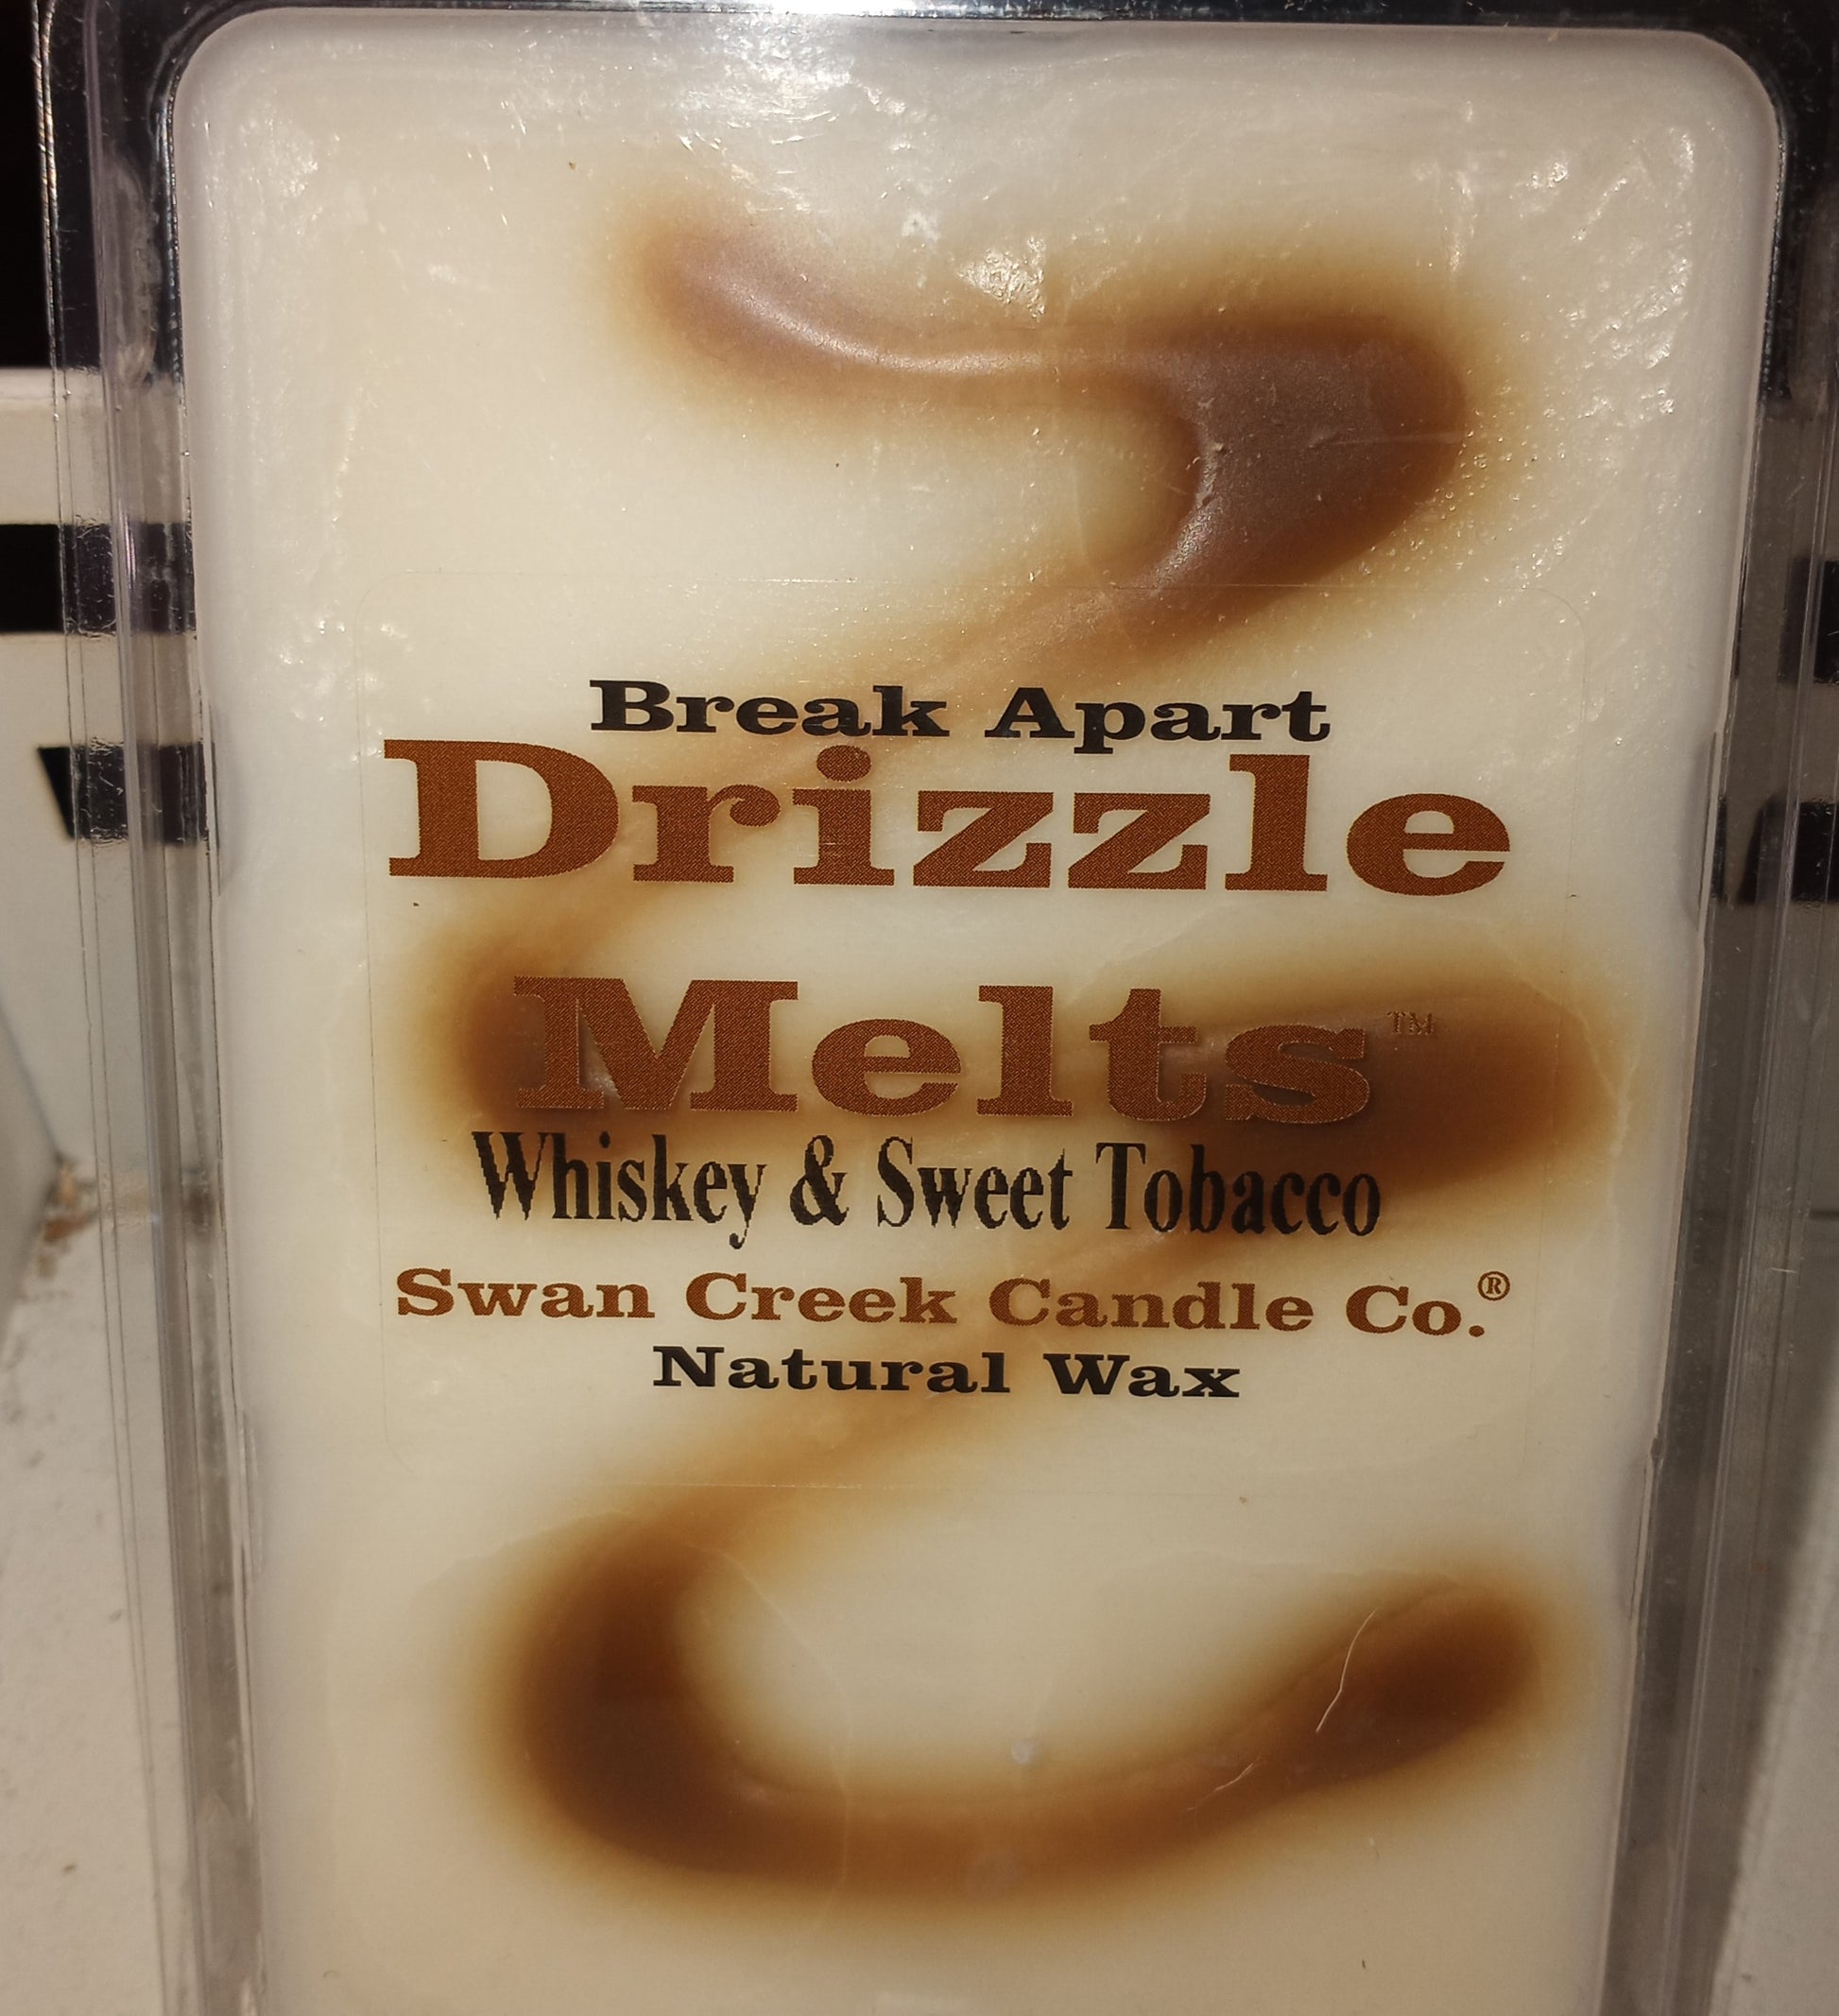 Break Apart
Drizzle
Melts™
Whiskey & Sweet Tobacco
Swan Creek Candle Co.®
Natural Wax